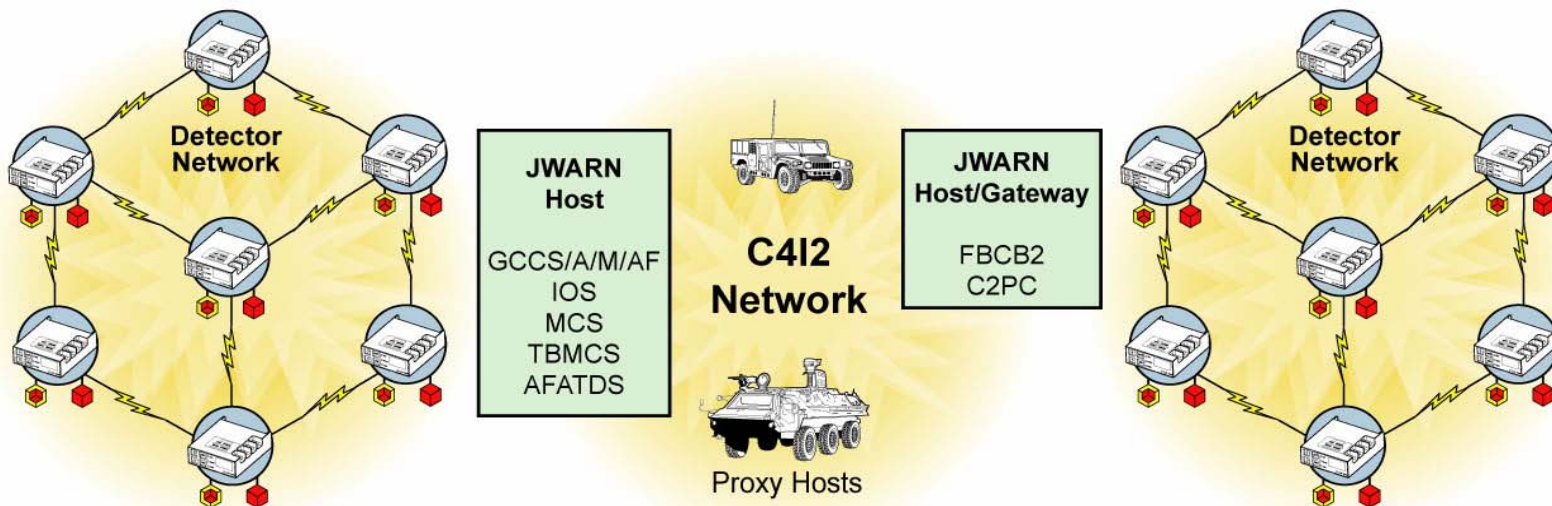 Detector
Network
JWARN
Host
GCCS/A/M/AF
IOS
MCS
TBMCS
AFATDS
C4I2
Network
Proxy Hosts
JWARN
Host/Gateway
FBCB2
C2PC
Detector
Network